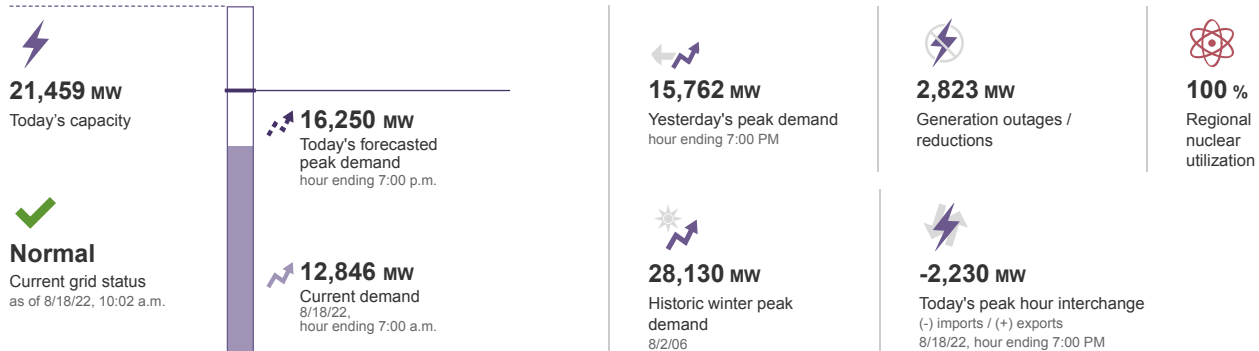 21,459 MW
Today's capacity
Normal
Current grid status
as of 8/18/22, 10:02 a.m.
16,250 MW
Today's forecasted
peak demand
hour ending 7:00 p.m.
12,846 MW
Current demand
8/18/22,
hour ending 7:00 a.m.
15,762 MW
Yesterday's peak demand
hour ending 7:00 PM
2,823 MW
Generation outages /
reductions
100 %
Regional
nuclear
utilization
28,130 MW
Historic winter peak
demand
8/2/06
-2,230 MW
Today's peak hour interchange
(-) imports / (+) exports
8/18/22, hour ending 7:00 PM